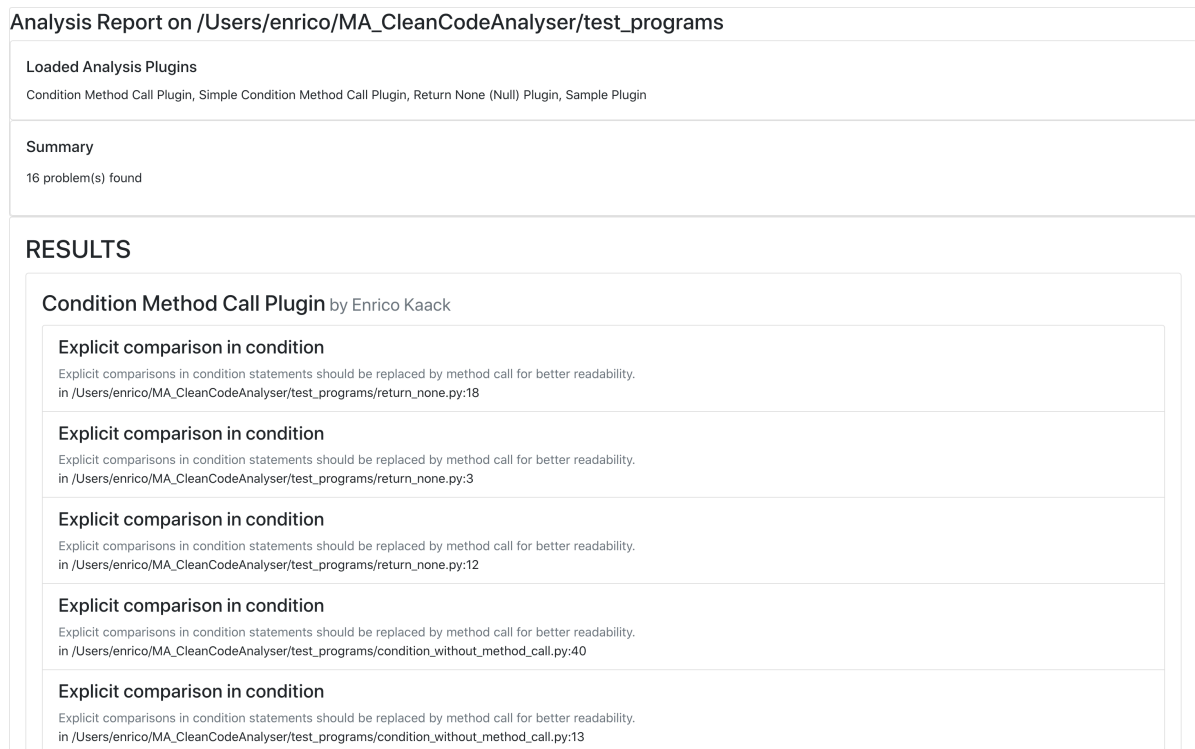 Analysis Report on /Users/enrico/MA_CleanCodeAnalyser/test_programs
Loaded Analysis Plugins
Condition Method Call Plugin, Simple Condition Method Call Plugin, Return None (Null) Plugin, Sample Plugin
Summary
16 problem(s) found
RESULTS
Condition Method Call Plugin by Enrico Kaack
Explicit comparison in condition
Explicit comparisons in condition statements should be replaced by method call for better readability.
in /Users/enrico/MA_CleanCodeAnalyser/test_programs/return_none.py:18
Explicit comparison in condition
Explicit comparisons in condition statements should be replaced by method call for better readability.
in /Users/enrico/MA_CleanCodeAnalyser/test_programs/return_none.py:3
Explicit comparison in condition
Explicit comparisons in condition statements should be replaced by method call for better readability.
in /Users/enrico/MA_CleanCodeAnalyser/test_programs/return_none.py:12
Explicit comparison in condition
Explicit comparisons in condition statements should be replaced by method call for better readability.
in /Users/enrico/MA_CleanCodeAnalyser/test_programs/condition_without_method_call.py:40
Explicit comparison in condition
Explicit comparisons in condition statements should be replaced by method call for better readability.
in /Users/enrico/MA_CleanCodeAnalyser/test_programs/condition_without_method_call.py:13